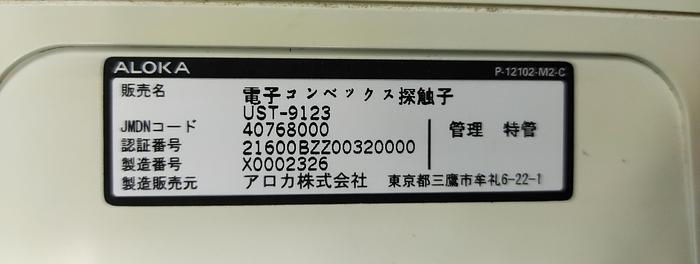 ALOKA P-12102-M2-C
販売名 電子コンベックス探触子
UST-9123
JMDNコード 40768000 管理 特管
認証番号 21600BZZ00320000
製造番号 X0002326
製造販売元 アロカ株式会社 東京都三鷹市牟礼6-22-1